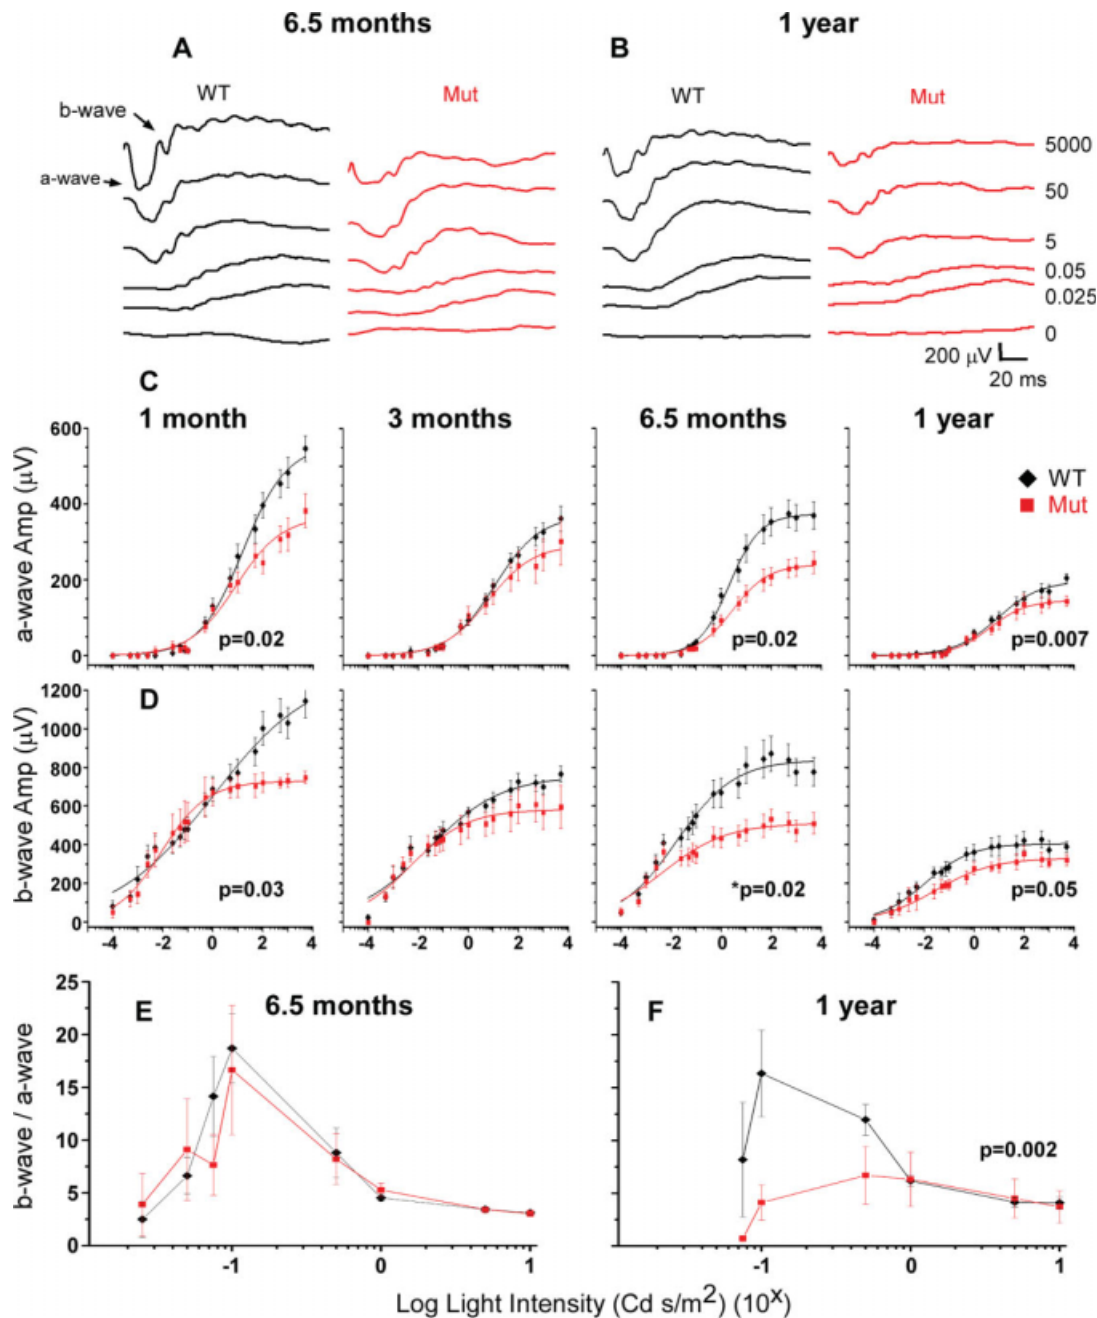 6.5 months
1 year
A
B
WT
Mut
WT
Mut
b-wave
a-wave
5000
50
5
0.05
0.025
0
200 μV
20 ms
C
1 month
3 months
6.5 months
1 year
a-wave Amp (μV)
600
400
200
0
WT
Mut
p=0.02
p=0.02
p=0.007
D
b-wave Amp (μV)
1200
1000
800
600
400
200
0
p=0.03
*p=0.02
p=0.05
-4 -2 0 2 4
-4 -2 0 2 4
-4 -2 0 2 4
-4 -2 0 2 4
E
6.5 months
F
1 year
b-wave / a-wave
25
20
15
10
5
0
p=0.002
-1 0 1
-1 0 1
Log Light Intensity (Cd s/m²) (10ˣ)